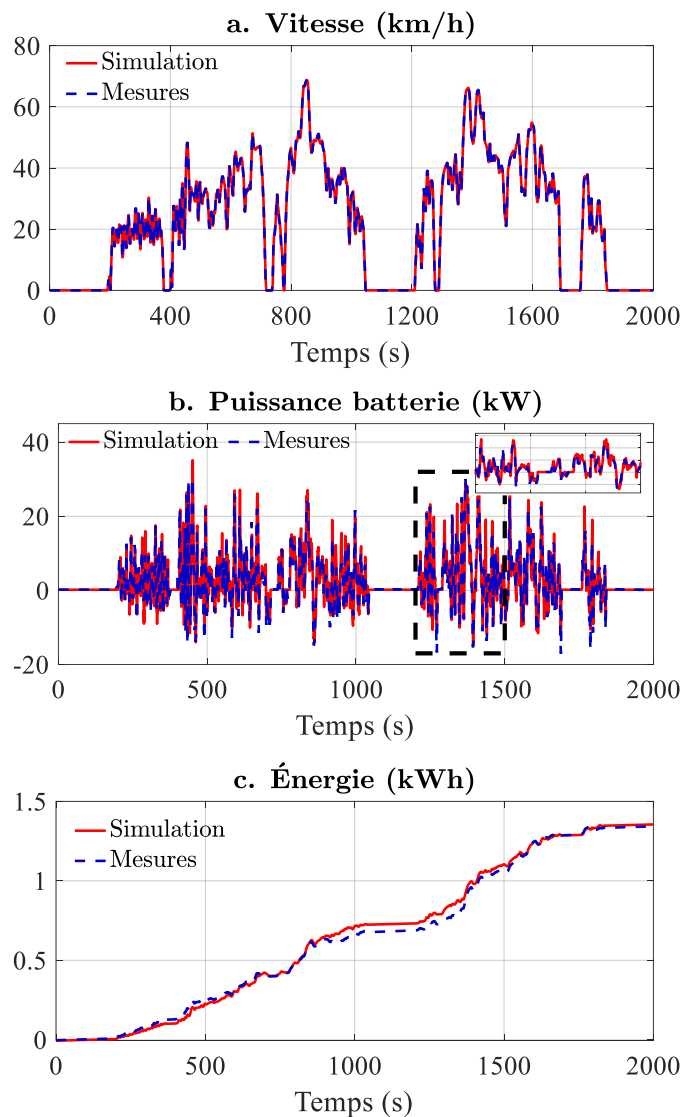 a. Vitesse (km/h)
80
Simulation
Mesures
60
40
20
0
0 400 800 1200 1600 2000
Temps (s)
b. Puissance batterie (kW)
40
Simulation Mesures
20
0
-20
0 500 1000 1500 2000
Temps (s)
c. Énergie (kWh)
1.5
Simulation
Mesures
1
0.5
0
0 500 1000 1500 2000
Temps (s)